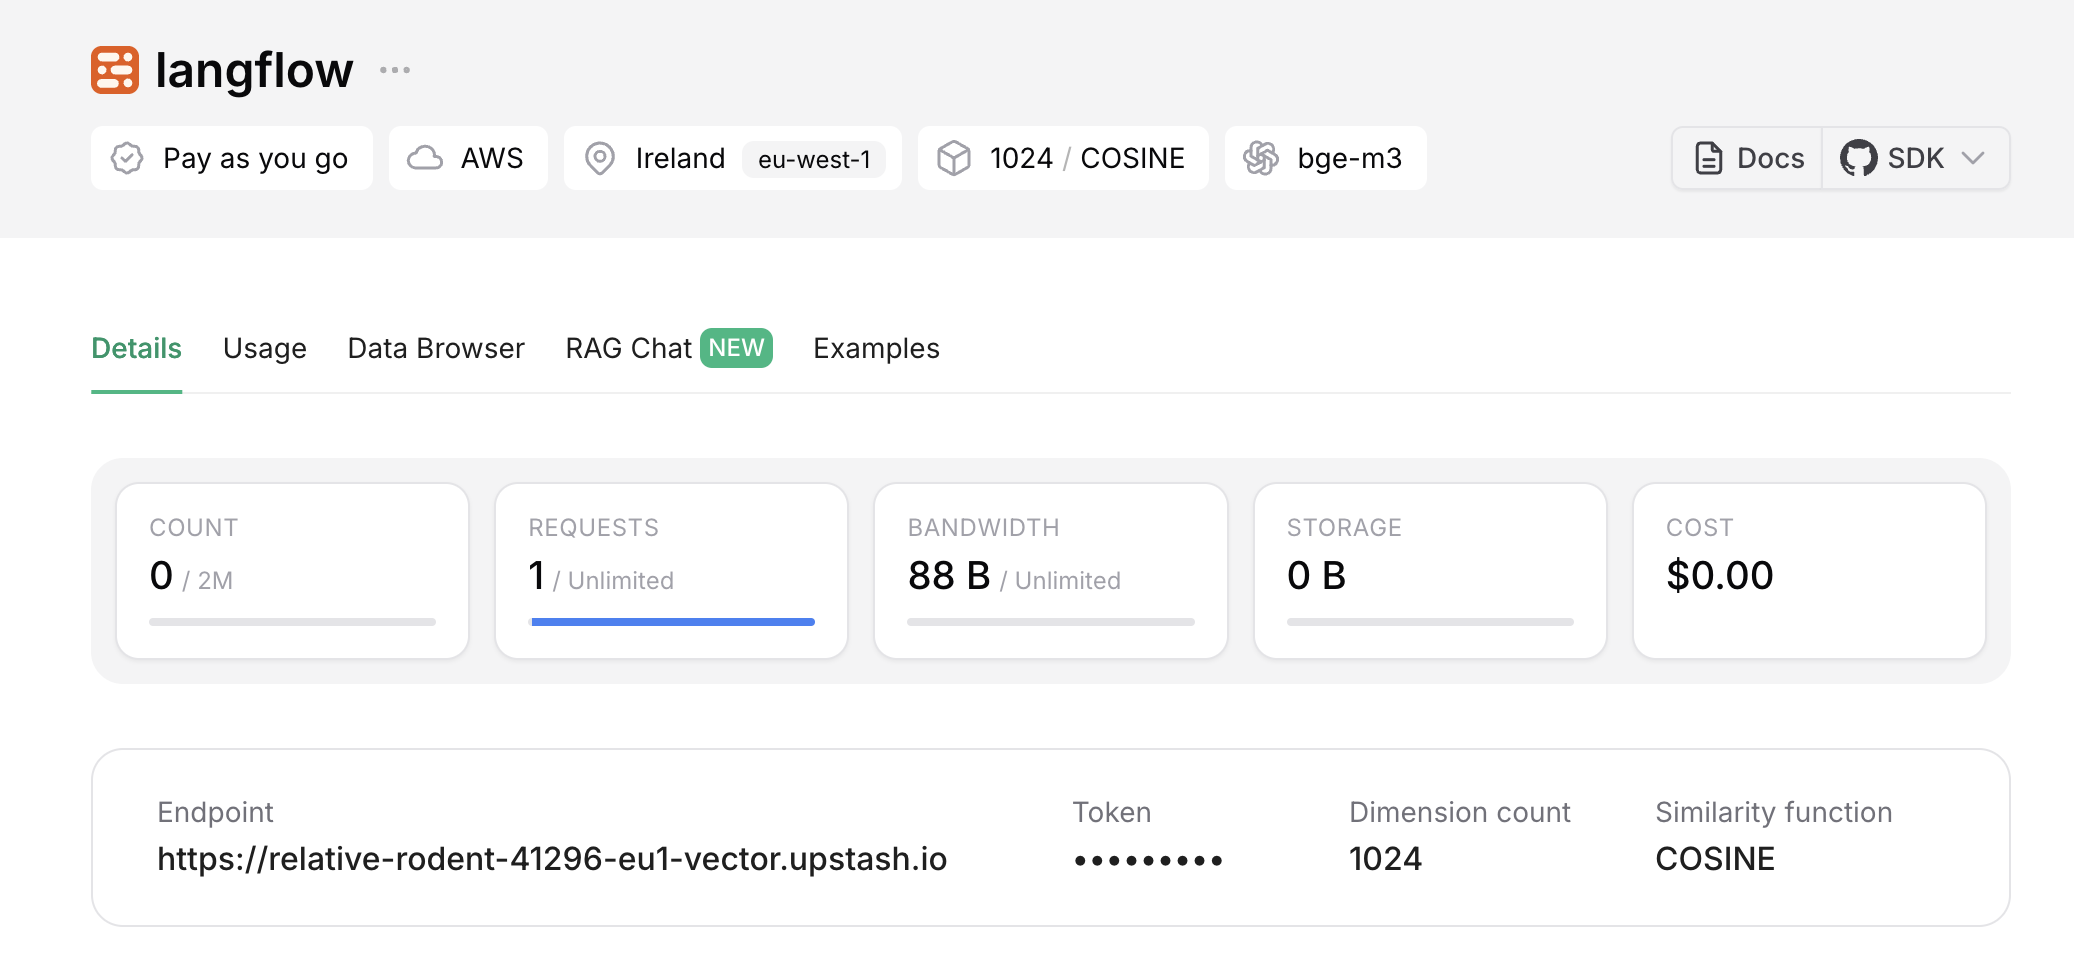 langflow
Pay as you go AWS Ireland eu-west-1 1024 / COSINE bge-m3 Docs SDK
Details Usage Data Browser RAG Chat NEW Examples
COUNT
0 / 2M
REQUESTS
1 / Unlimited
BANDWIDTH
88 B / Unlimited
STORAGE
0 B
COST
$0.00
Endpoint
https://relative-rodent-41296-eu1-vector.upstash.io
Token
•••••••••
Dimension count
1024
Similarity function
COSINE